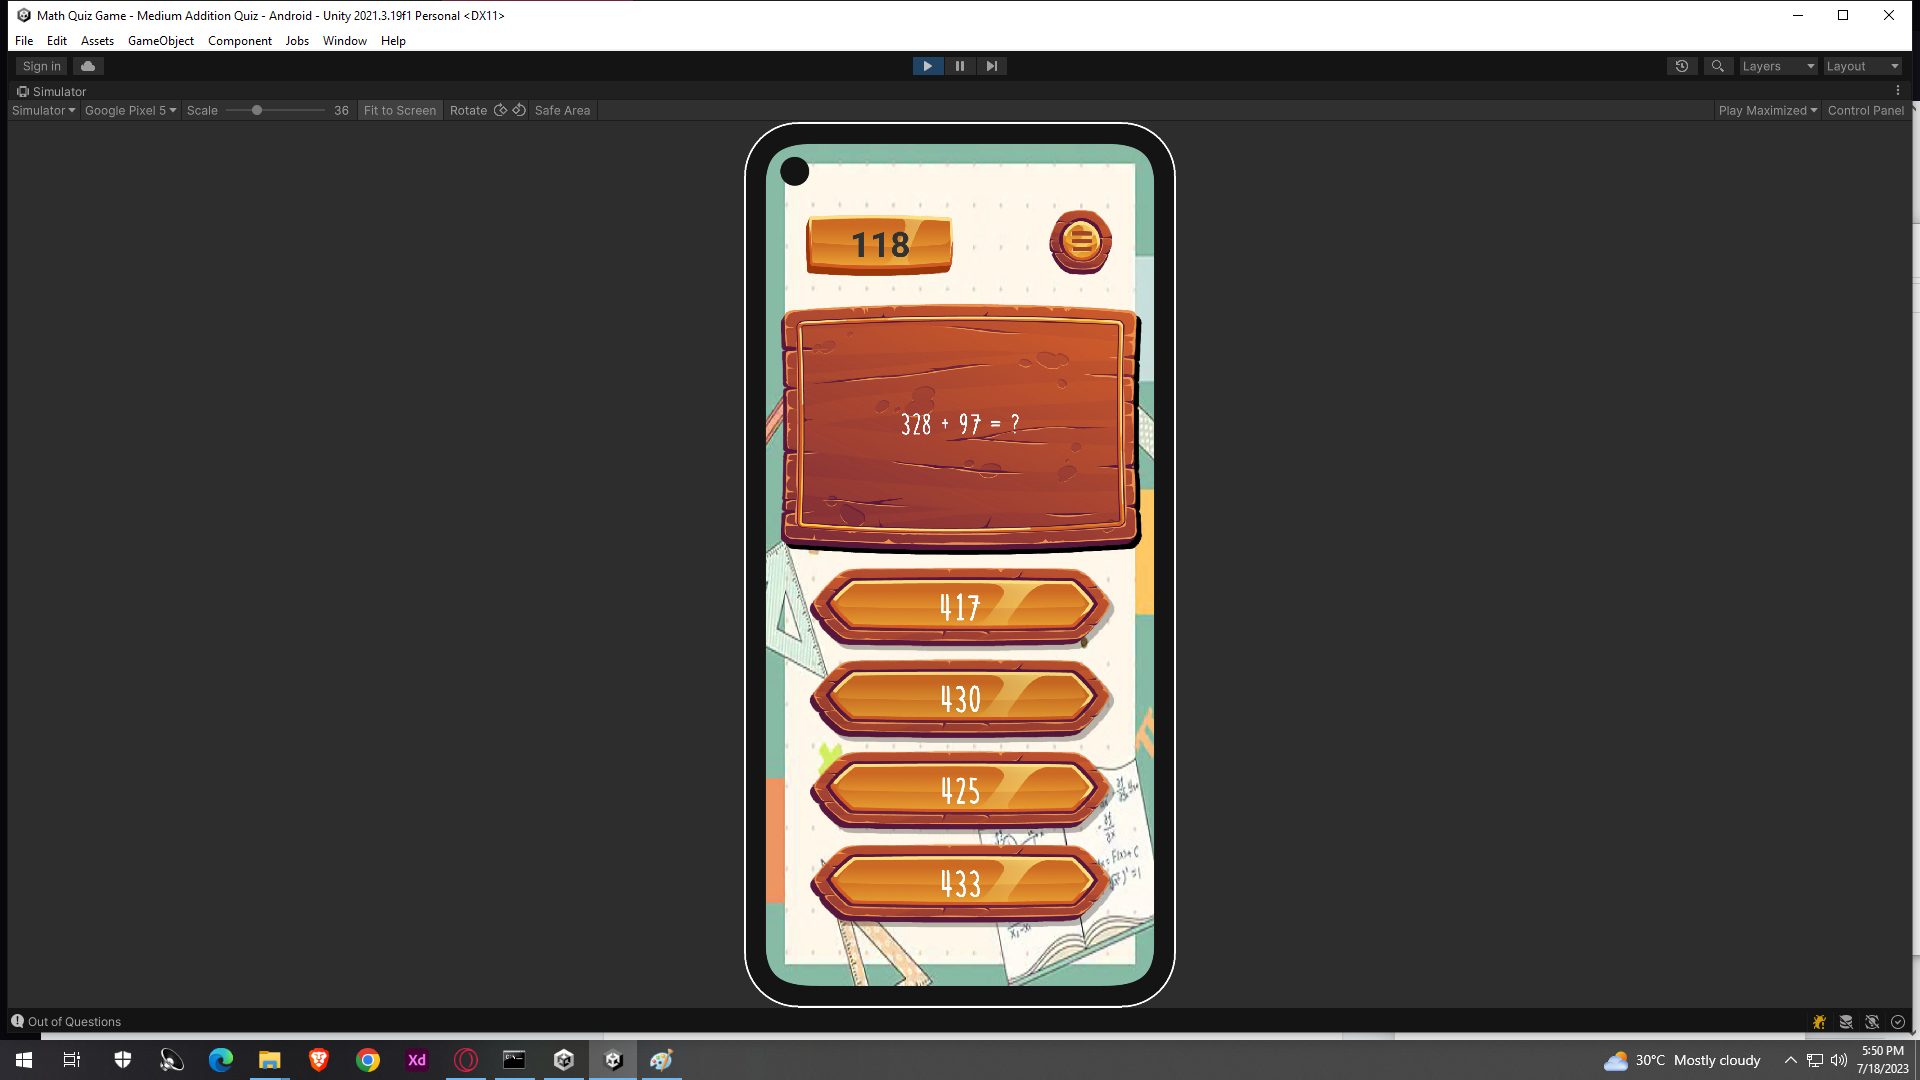 Math Quiz Game - Medium Addition Quiz - Android - Unity 2021.3.19f1 Personal <DX11>
File Edit Assets GameObject Component Jobs Window Help
Sign in Layers Layout
Simulator
Simulator Google Pixel 5 Scale 36 Fit to Screen Rotate Safe Area Play Maximized Control Panel
118
328 + 97 = ?
417
430
425
433
Out of Questions
Xd
30°C Mostly cloudy
5:50 PM
7/18/2023